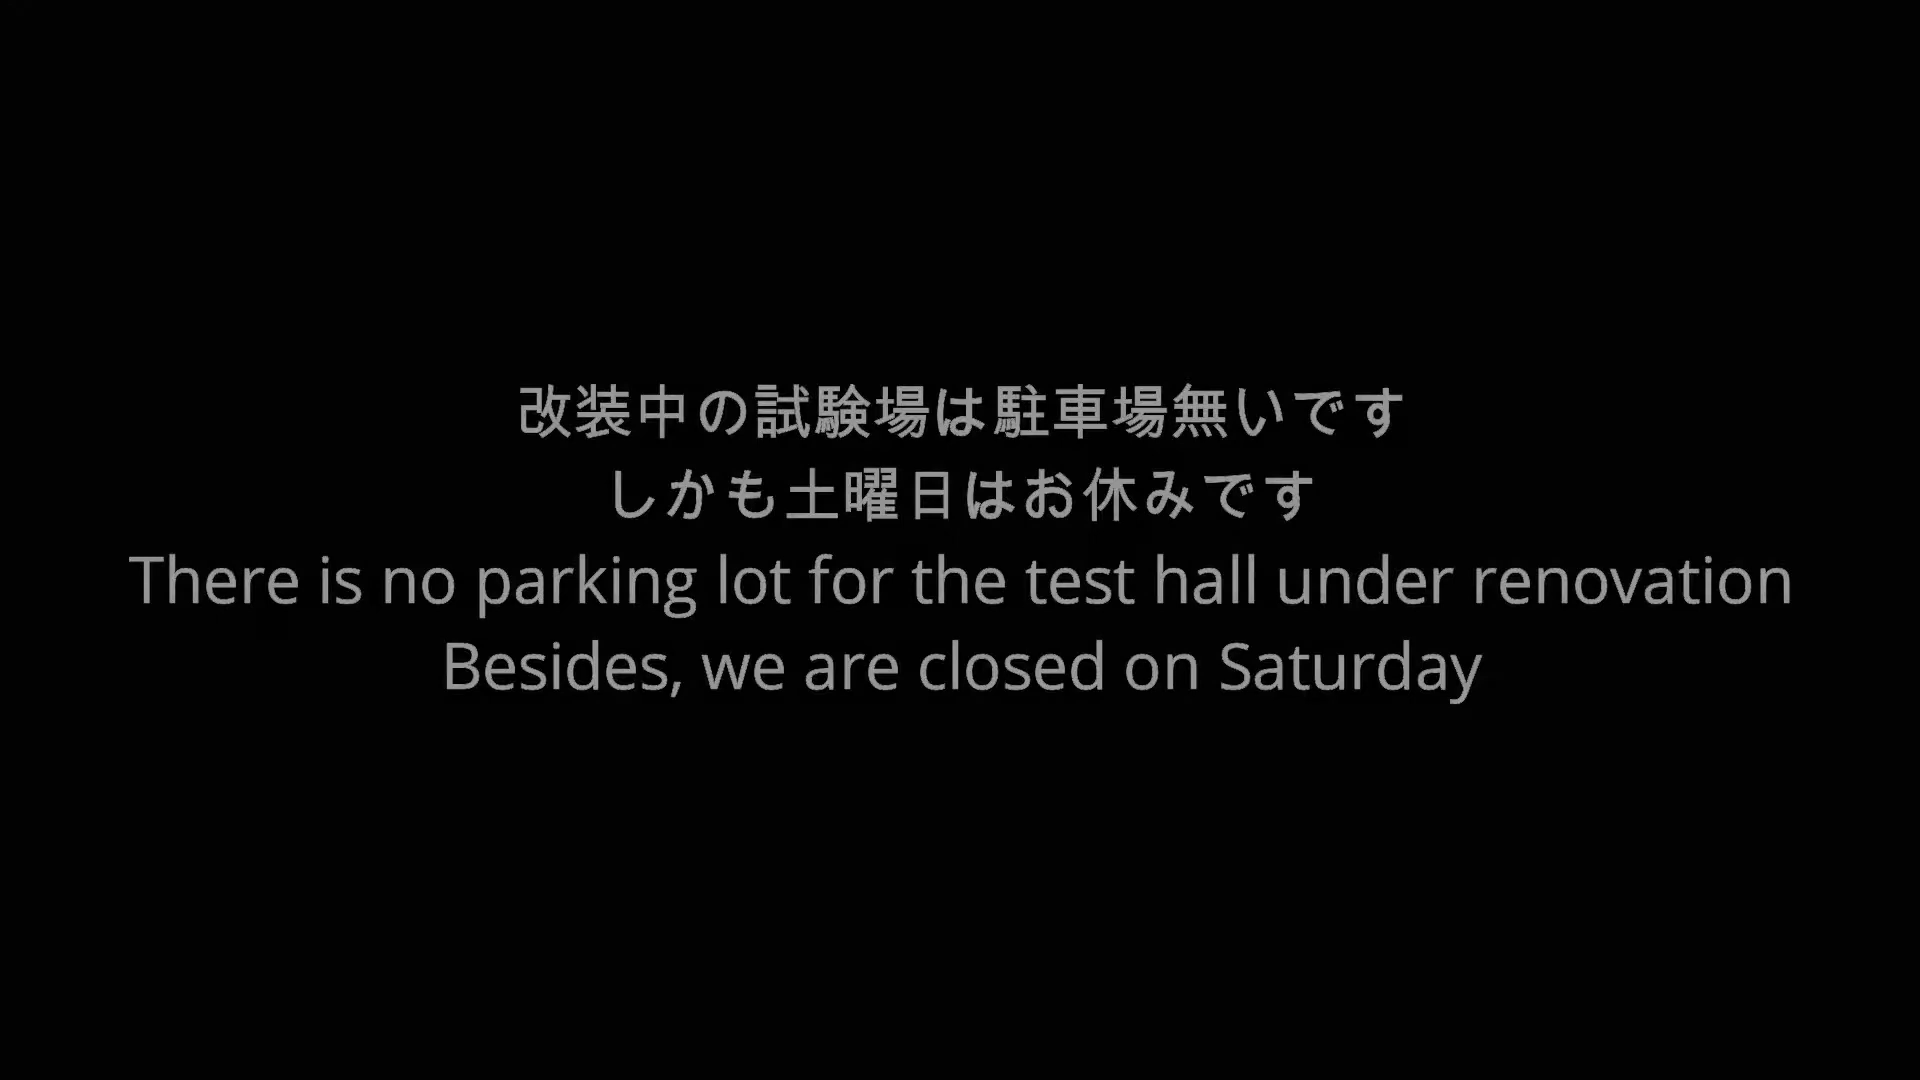 改装中の試験場は駐車場無いです
しかも土曜日はお休みです
There is no parking lot for the test hall under renovation
Besides, we are closed on Saturday